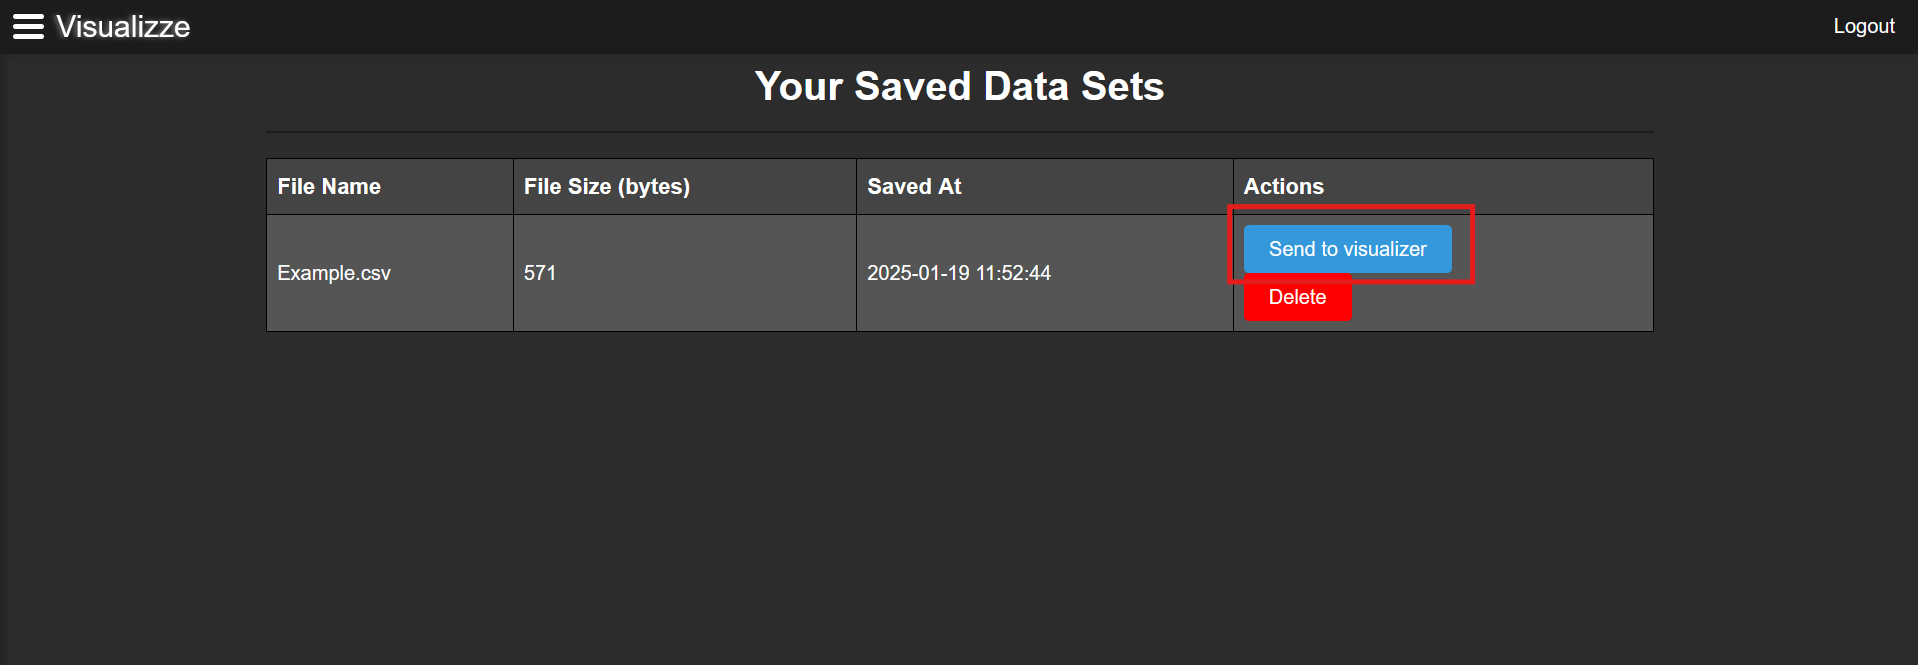 Visualizze
Logout
Your Saved Data Sets
File Name File Size (bytes) Saved At Actions
Example.csv 571 2025-01-19 11:52:44 Send to visualizer
Delete